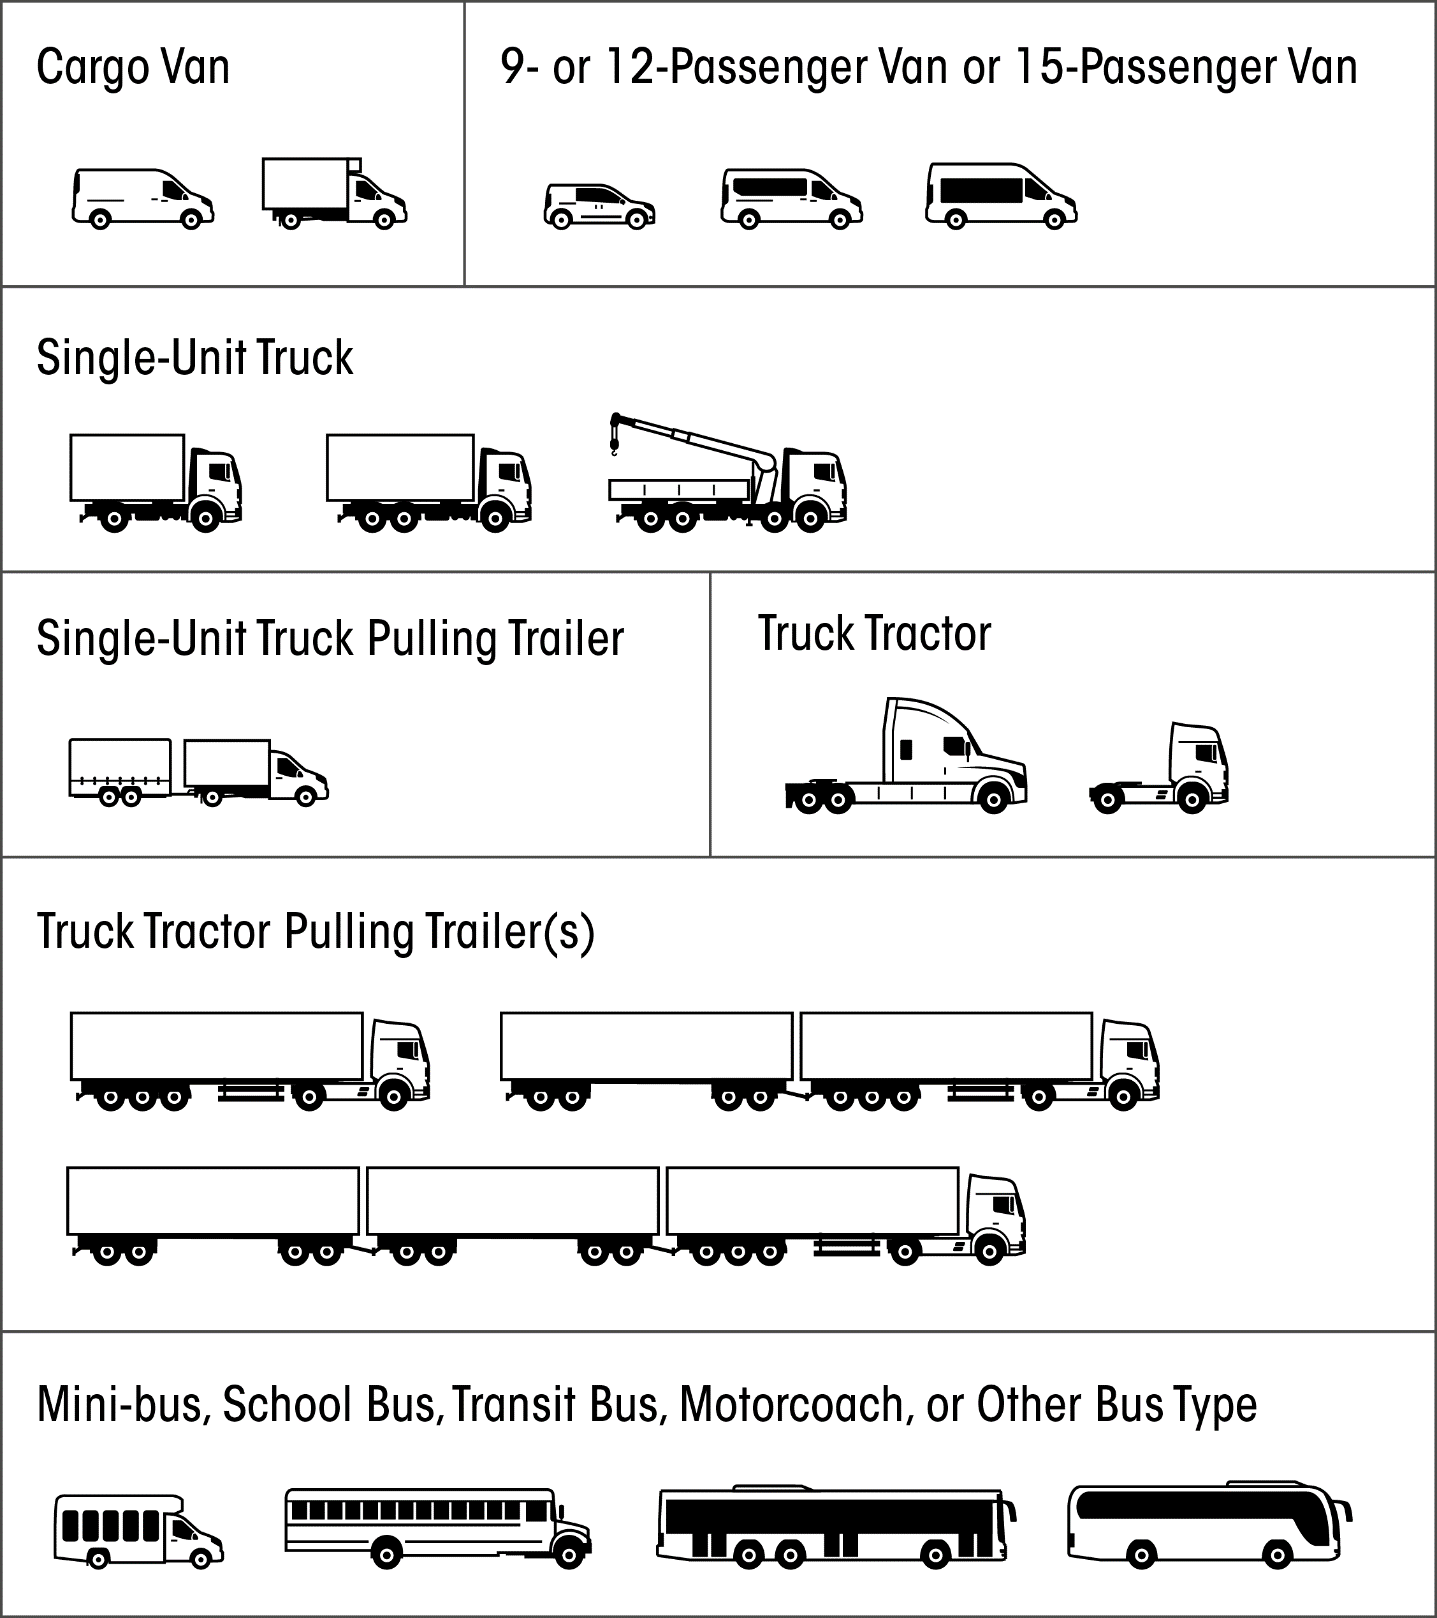 Cargo Van
9- or 12-Passenger Van or 15-Passenger Van
Single-Unit Truck
Single-Unit Truck Pulling Trailer
Truck Tractor
Truck Tractor Pulling Trailer(s)
Mini-bus, School Bus, Transit Bus, Motorcoach, or Other Bus Type